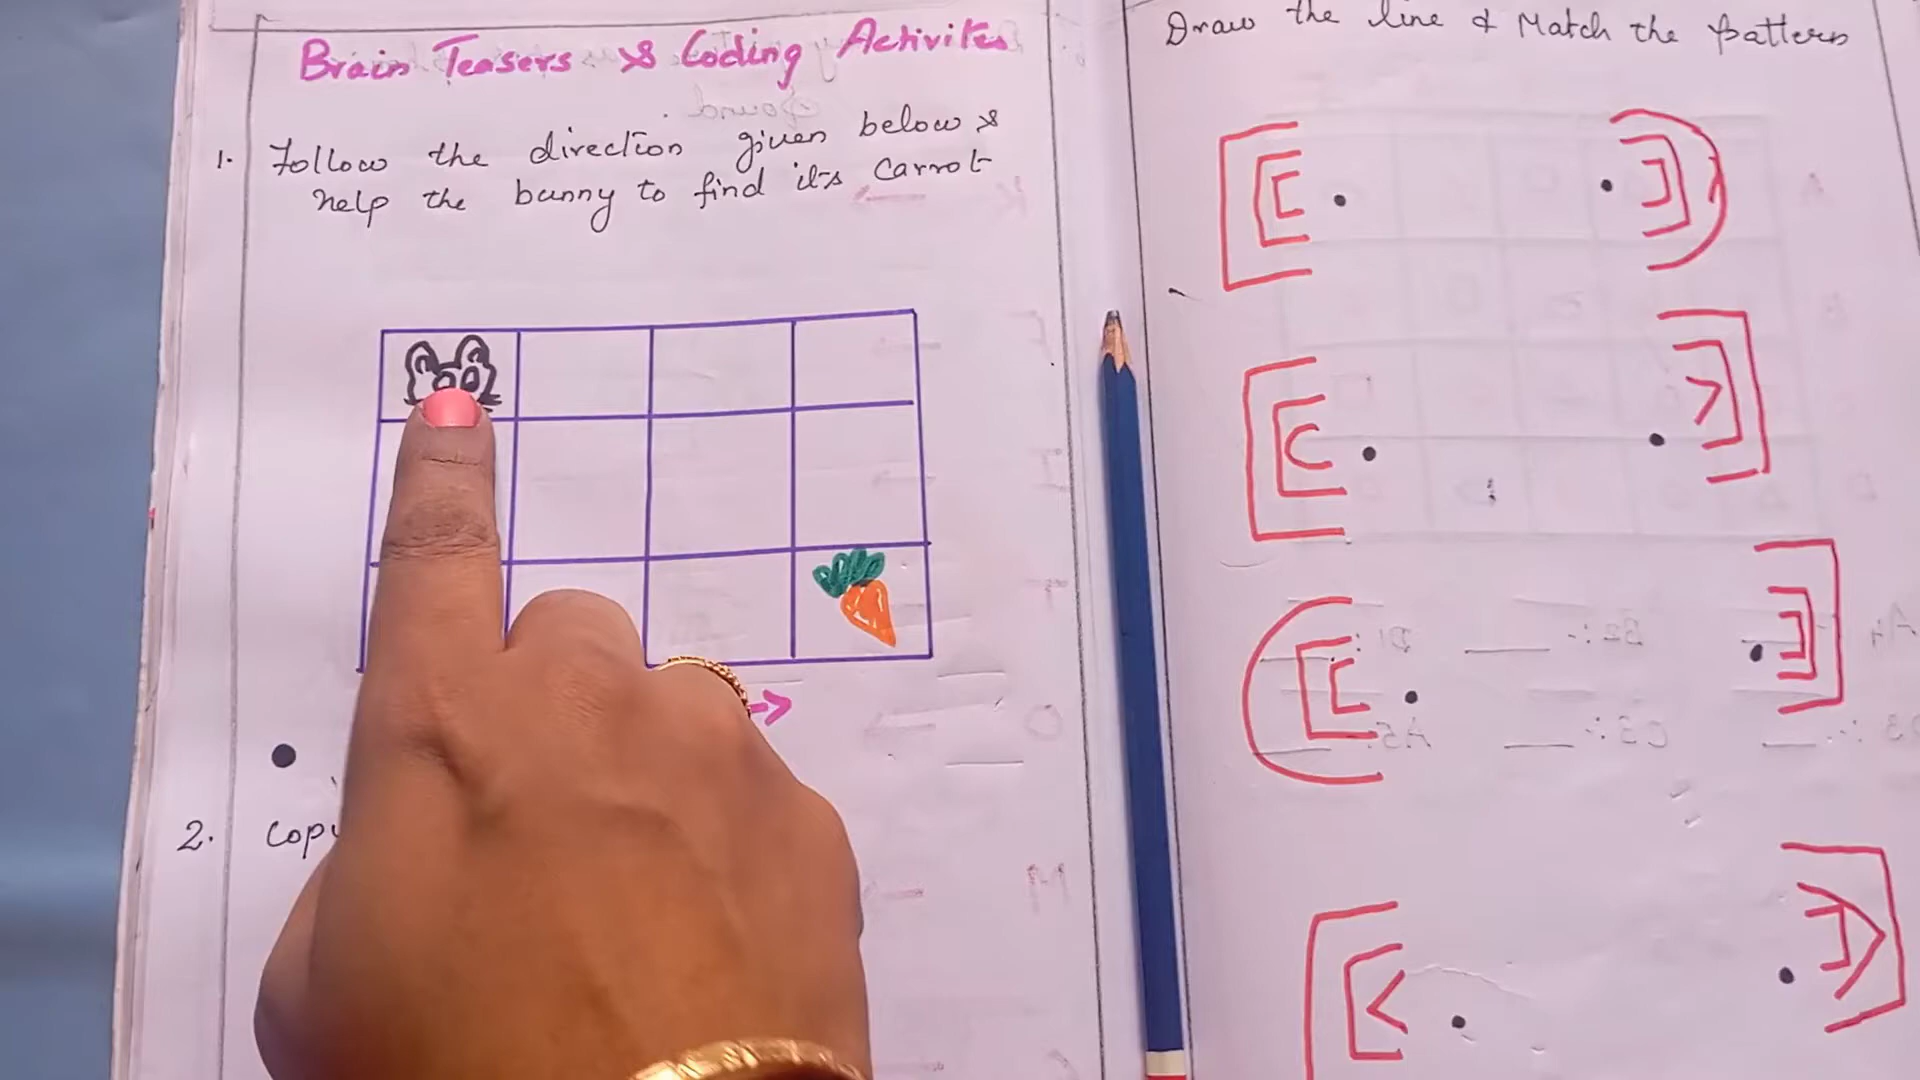 Brain Teasers & Coding Activites
1. Follow the direction given below &
help the bunny to find its carrot
2. Copy
Draw the line & Match the pattern